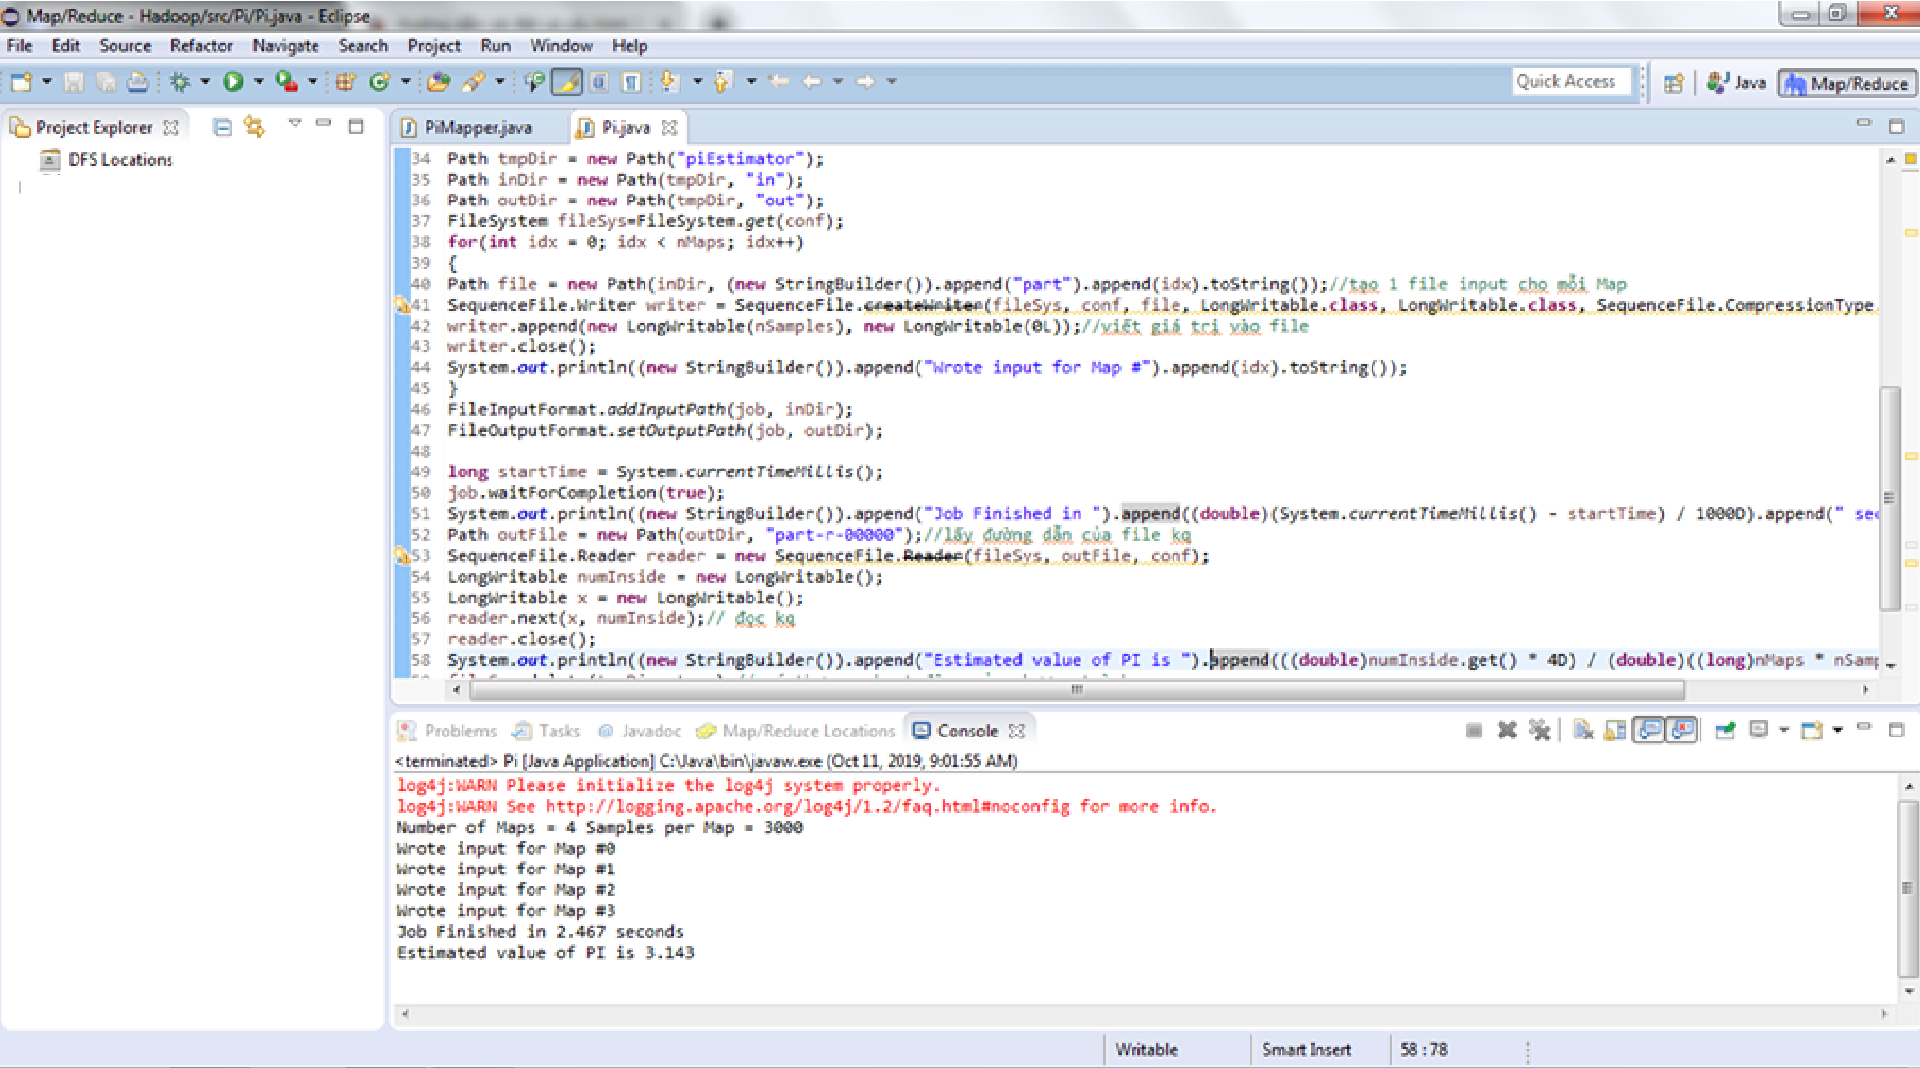 Map/Reduce - Hadoop/src/Pi/Pi.java - Eclipse
File Edit Source Refactor Navigate Search Project Run Window Help
Quick Access Java Map/Reduce
Project Explorer
DFS Locations
PiMapper.java Pi.java
34 Path tmpDir = new Path("piEstimator");
35 Path inDir = new Path(tmpDir, "in");
36 Path outDir = new Path(tmpDir, "out");
37 FileSystem fileSys=FileSystem.get(conf);
38 for(int idx = 0; idx < nMaps; idx++)
39 {
40 Path file = new Path(inDir, (new StringBuilder()).append("part").append(idx).toString());//tạo 1 file input cho mỗi Map
41 SequenceFile.Writer writer = SequenceFile.createWriter(fileSys, conf, file, LongWritable.class, LongWritable.class, SequenceFile.CompressionType.
42 writer.append(new LongWritable(nSamples), new LongWritable(0L));//viết giá trị vào file
43 writer.close();
44 System.out.println((new StringBuilder()).append("Wrote input for Map #").append(idx).toString());
45 }
46 FileInputFormat.addInputPath(job, inDir);
47 FileOutputFormat.setOutputPath(job, outDir);
48
49 long startTime = System.currentTimeMillis();
50 job.waitForCompletion(true);
51 System.out.println((new StringBuilder()).append("Job Finished in ").append((double)(System.currentTimeMillis() - startTime) / 1000D).append(" sec
52 Path outFile = new Path(outDir, "part-r-00000");//lấy đường dẫn của file kq
53 SequenceFile.Reader reader = new SequenceFile.Reader(fileSys, outFile, conf);
54 LongWritable numInside = new LongWritable();
55 LongWritable x = new LongWritable();
56 reader.next(x, numInside);// đọc kq
57 reader.close();
58 System.out.println((new StringBuilder()).append("Estimated value of PI is ").append(((double)numInside.get() * 4D) / (double)((long)nMaps * nSamp
Problems Tasks Javadoc Map/Reduce Locations Console
<terminated> Pi [Java Application] C:\Java\bin\javaw.exe (Oct 11, 2019, 9:01:55 AM)
log4j:WARN Please initialize the log4j system properly.
log4j:WARN See http://logging.apache.org/log4j/1.2/faq.html#noconfig for more info.
Number of Maps = 4 Samples per Map = 3000
Wrote input for Map #0
Wrote input for Map #1
Wrote input for Map #2
Wrote input for Map #3
Job Finished in 2.467 seconds
Estimated value of PI is 3.143
Writable Smart Insert 58 : 78